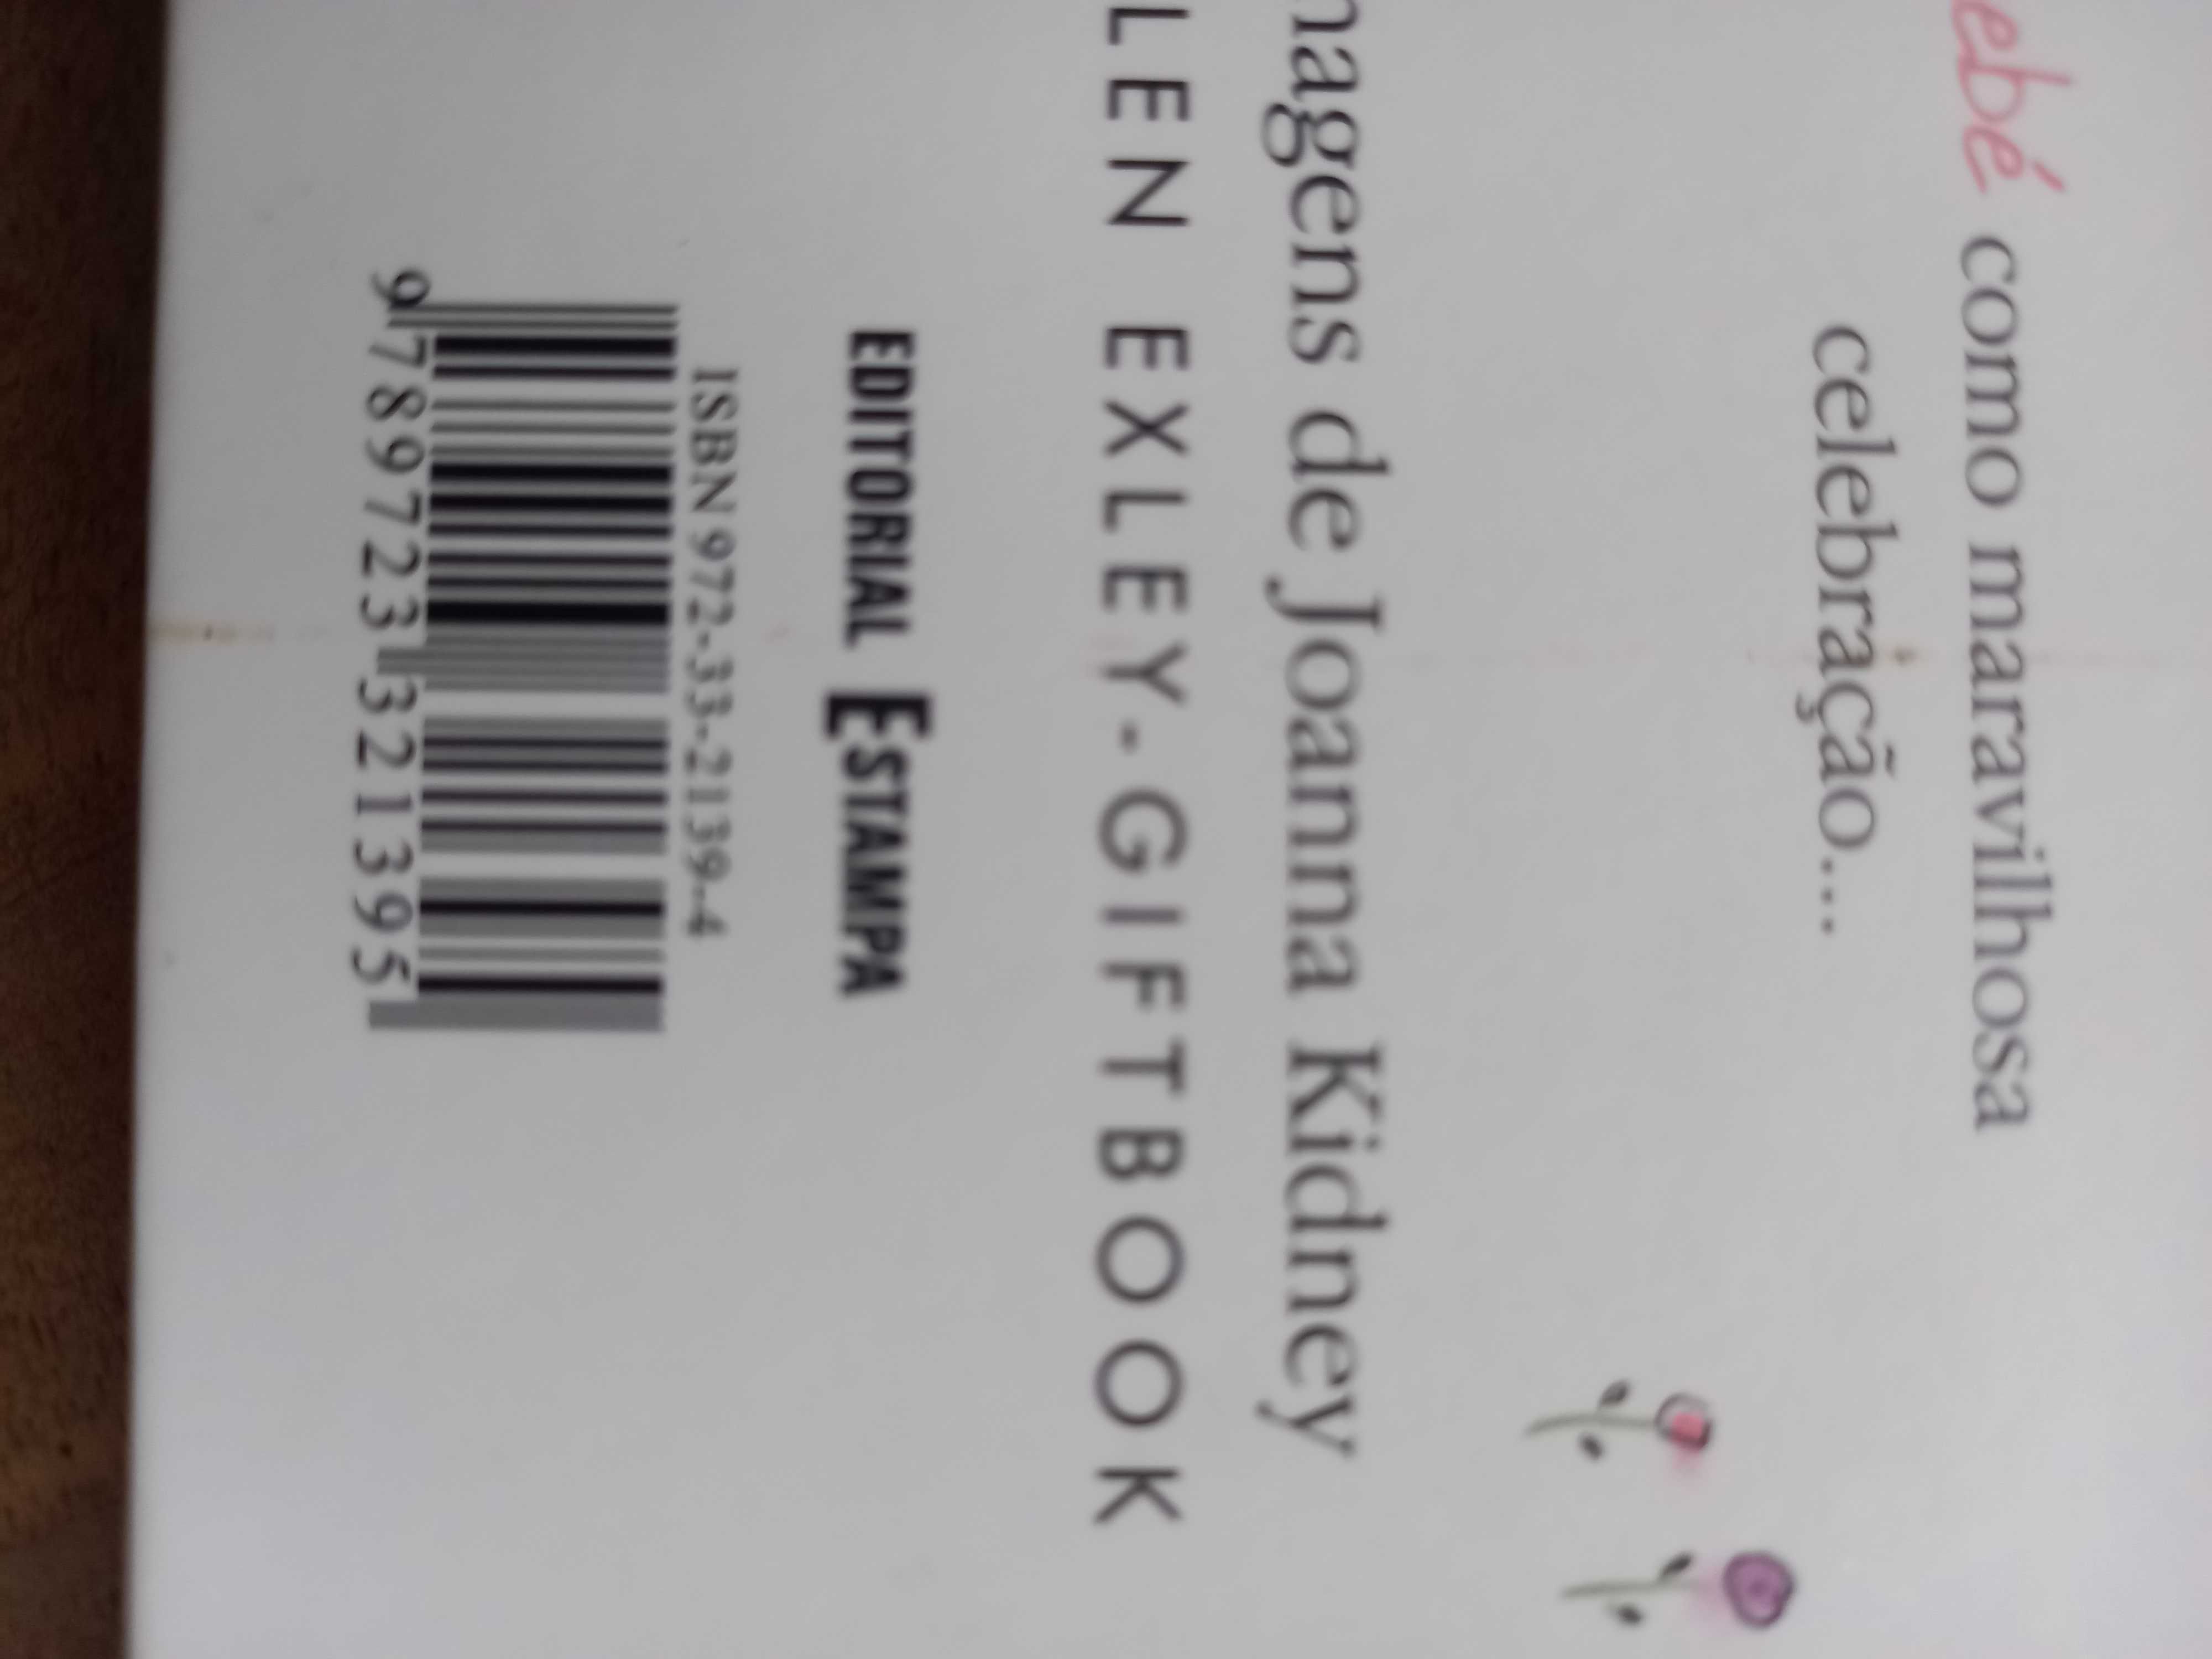 ebé como maravilhosa
celebração...
magens de Joanna Kidney
LEN EXLEY-GIFTBOOK
EDITORIAL ESTAMPA
ISBN 972-33-2139-4
9 789723 321395